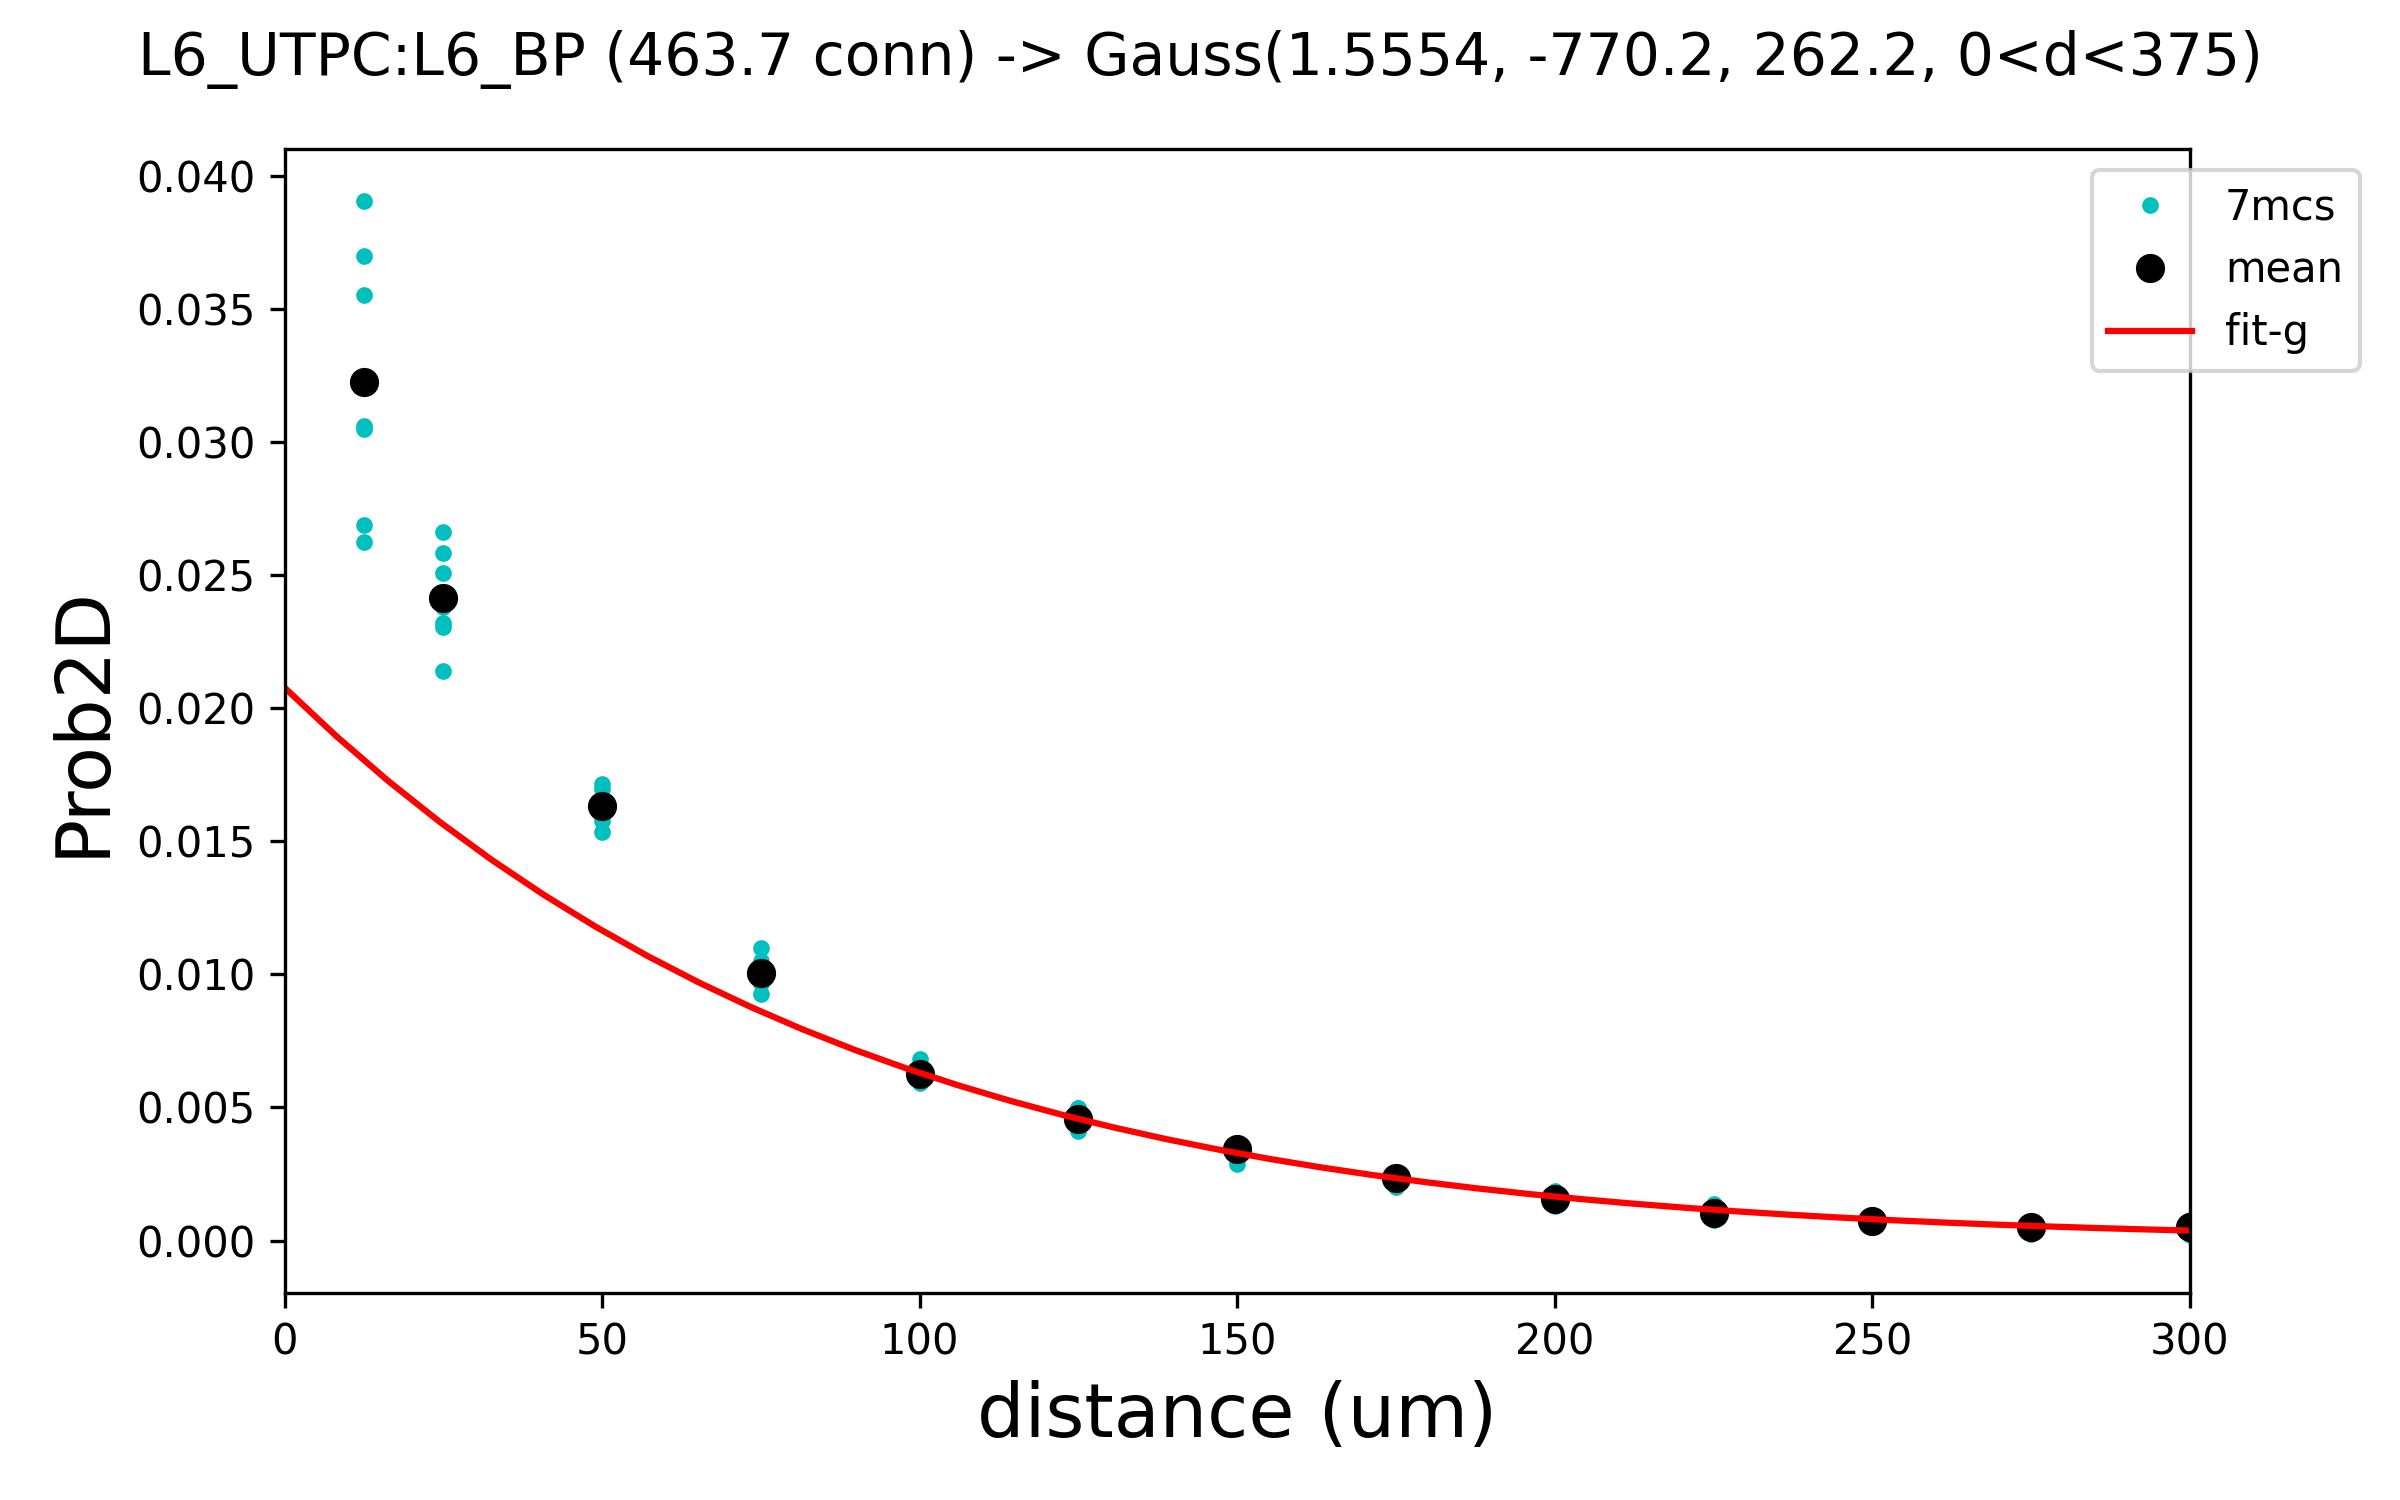 L6_UTPC:L6_BP (463.7 conn) -> Gauss(1.5554, -770.2, 262.2, 0<d<375)
7mcs
mean
fit-g
Prob2D
0.040
0.035
0.030
0.025
0.020
0.015
0.010
0.005
0.000
0 50 100 150 200 250 300
distance (um)